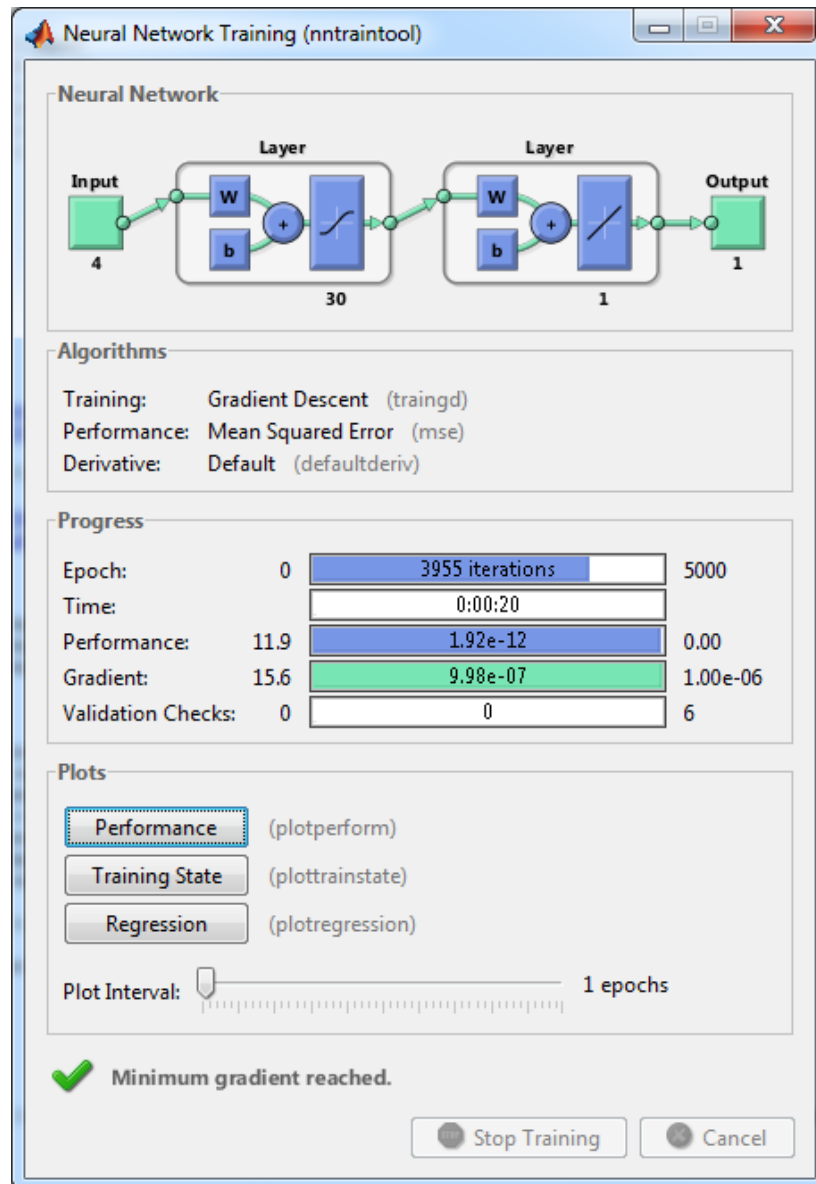 Neural Network Training (nntraintool)
Neural Network
Layer Layer
Input Output
W W
+ +
b b
4 1
30 1
Algorithms
Training: Gradient Descent (traingd)
Performance: Mean Squared Error (mse)
Derivative: Default (defaultderiv)
Progress
Epoch: 0 3955 iterations 5000
Time: 0:00:20
Performance: 11.9 1.92e-12 0.00
Gradient: 15.6 9.98e-07 1.00e-06
Validation Checks: 0 0 6
Plots
Performance (plotperform)
Training State (plottrainstate)
Regression (plotregression)
Plot Interval: 1 epochs
Minimum gradient reached.
Stop Training Cancel